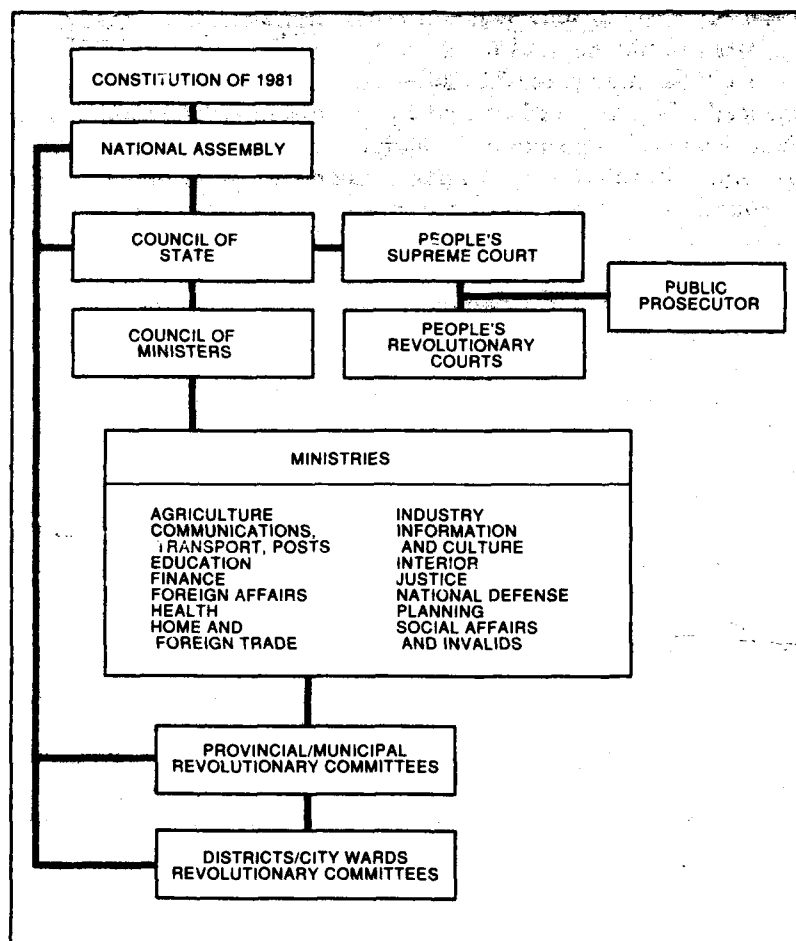 CONSTITUTION OF 1981
NATIONAL ASSEMBLY
COUNCIL OF
STATE
PEOPLE'S
SUPREME COURT
PUBLIC
PROSECUTOR
COUNCIL OF
MINISTERS
PEOPLE'S
REVOLUTIONARY
COURTS
MINISTRIES
AGRICULTURE
COMMUNICATIONS,
TRANSPORT, POSTS
EDUCATION
FINANCE
FOREIGN AFFAIRS
HEALTH
HOME AND
FOREIGN TRADE
INDUSTRY
INFORMATION
AND CULTURE
INTERIOR
JUSTICE
NATIONAL DEFENSE
PLANNING
SOCIAL AFFAIRS
AND INVALIDS
PROVINCIAL/MUNICIPAL
REVOLUTIONARY COMMITTEES
DISTRICTS/CITY WARDS
REVOLUTIONARY COMMITTEES